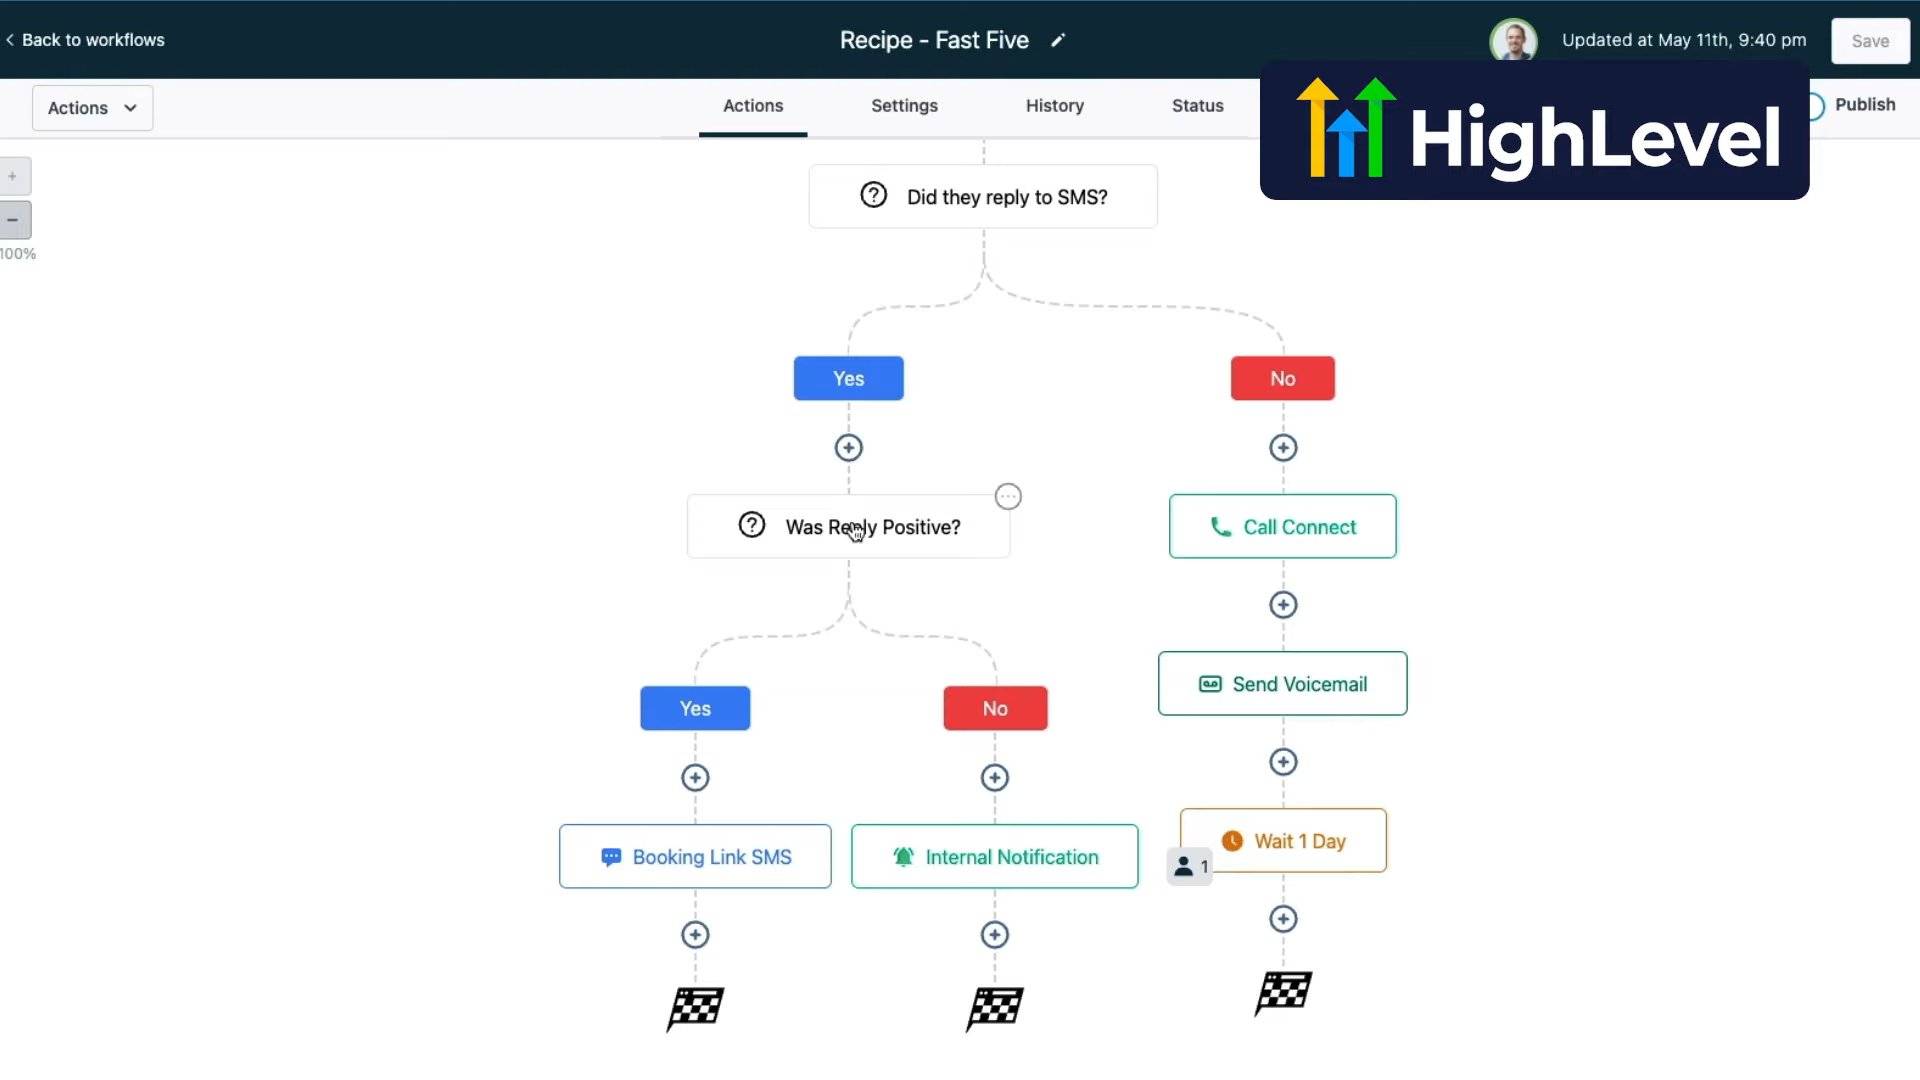 Back to workflows
Recipe - Fast Five
Updated at May 11th, 9:40 pm
Save
Actions
Actions
Settings
History
Status
HighLevel
Publish
+
−
100%
Did they reply to SMS?
Yes
No
Was Reply Positive?
Call Connect
Send Voicemail
Yes
No
Wait 1 Day
1
Booking Link SMS
Internal Notification